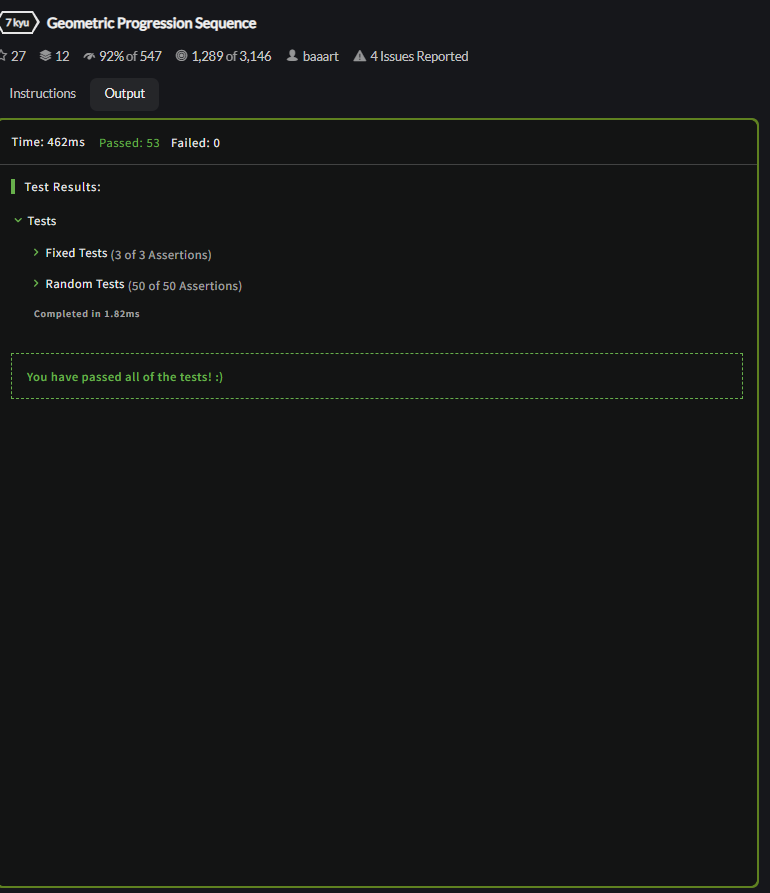 7 kyu Geometric Progression Sequence
27 12 92% of 547 1,289 of 3,146 baaart 4 Issues Reported
Instructions Output
Time: 462ms Passed: 53 Failed: 0
Test Results:
Tests
Fixed Tests (3 of 3 Assertions)
Random Tests (50 of 50 Assertions)
Completed in 1.82ms
You have passed all of the tests! :)